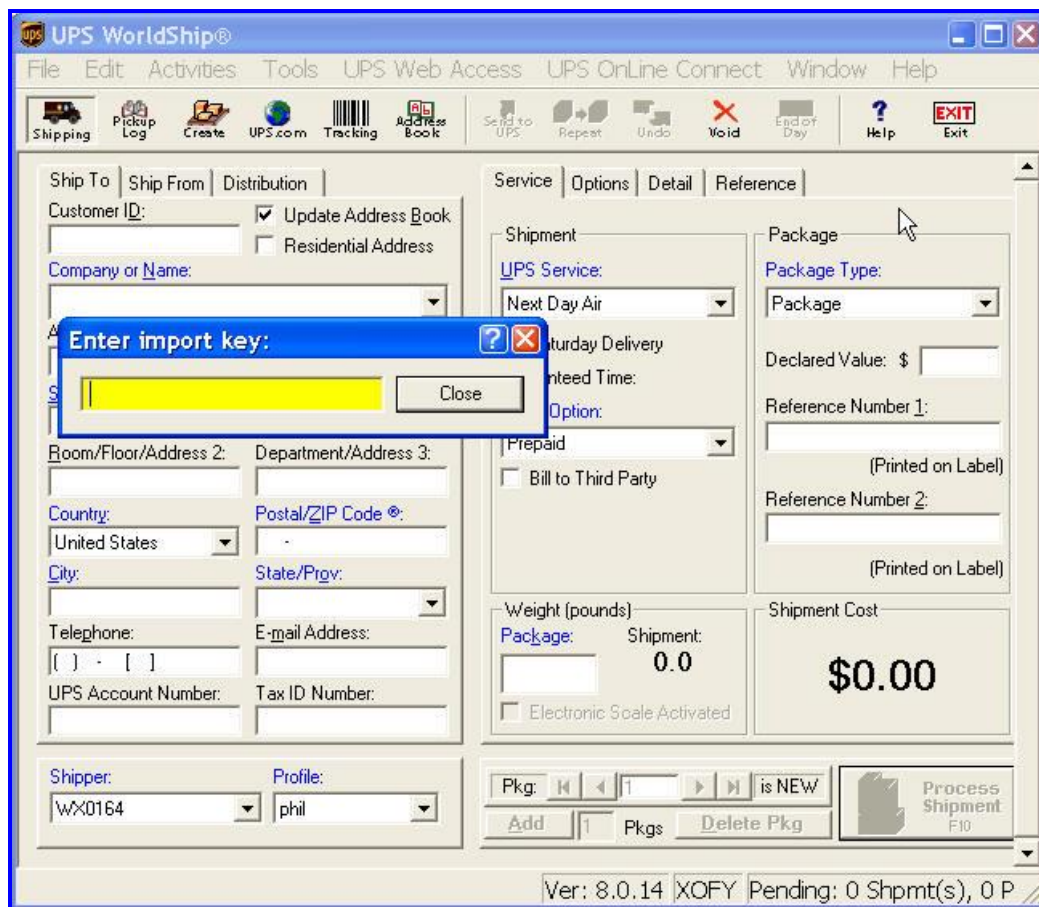 ups UPS WorldShip®
File Edit Activities Tools UPS Web Access UPS OnLine Connect Window Help
Shipping Pickup Log Create UPS.com Tracking Address Book Send to UPS Repeat Undo Void End of Day Help EXIT Exit
Ship To Ship From Distribution
Customer ID: Update Address Book
Residential Address
Company or Name:
Enter import key:
Close
Room/Floor/Address 2: Department/Address 3:
Country: Postal/ZIP Code ®:
United States -
City: State/Prov:
Telephone: E-mail Address:
( ) - [ ]
UPS Account Number: Tax ID Number:
Shipper: Profile:
WX0164 phil
Service Options Detail Reference
Shipment
UPS Service:
Next Day Air
Delivery
Time:
Option:
Prepaid
Bill to Third Party
Package
Package Type:
Package
Declared Value: $
Reference Number 1:
(Printed on Label)
Reference Number 2:
(Printed on Label)
Weight (pounds)
Package: Shipment:
0.0
Electronic Scale Activated
Shipment Cost
$0.00
Pkg: 1 is NEW
Add 1 Pkgs Delete Pkg
Process Shipment F10
Ver: 8.0.14 XOFY Pending: 0 Shpmt(s), 0 P